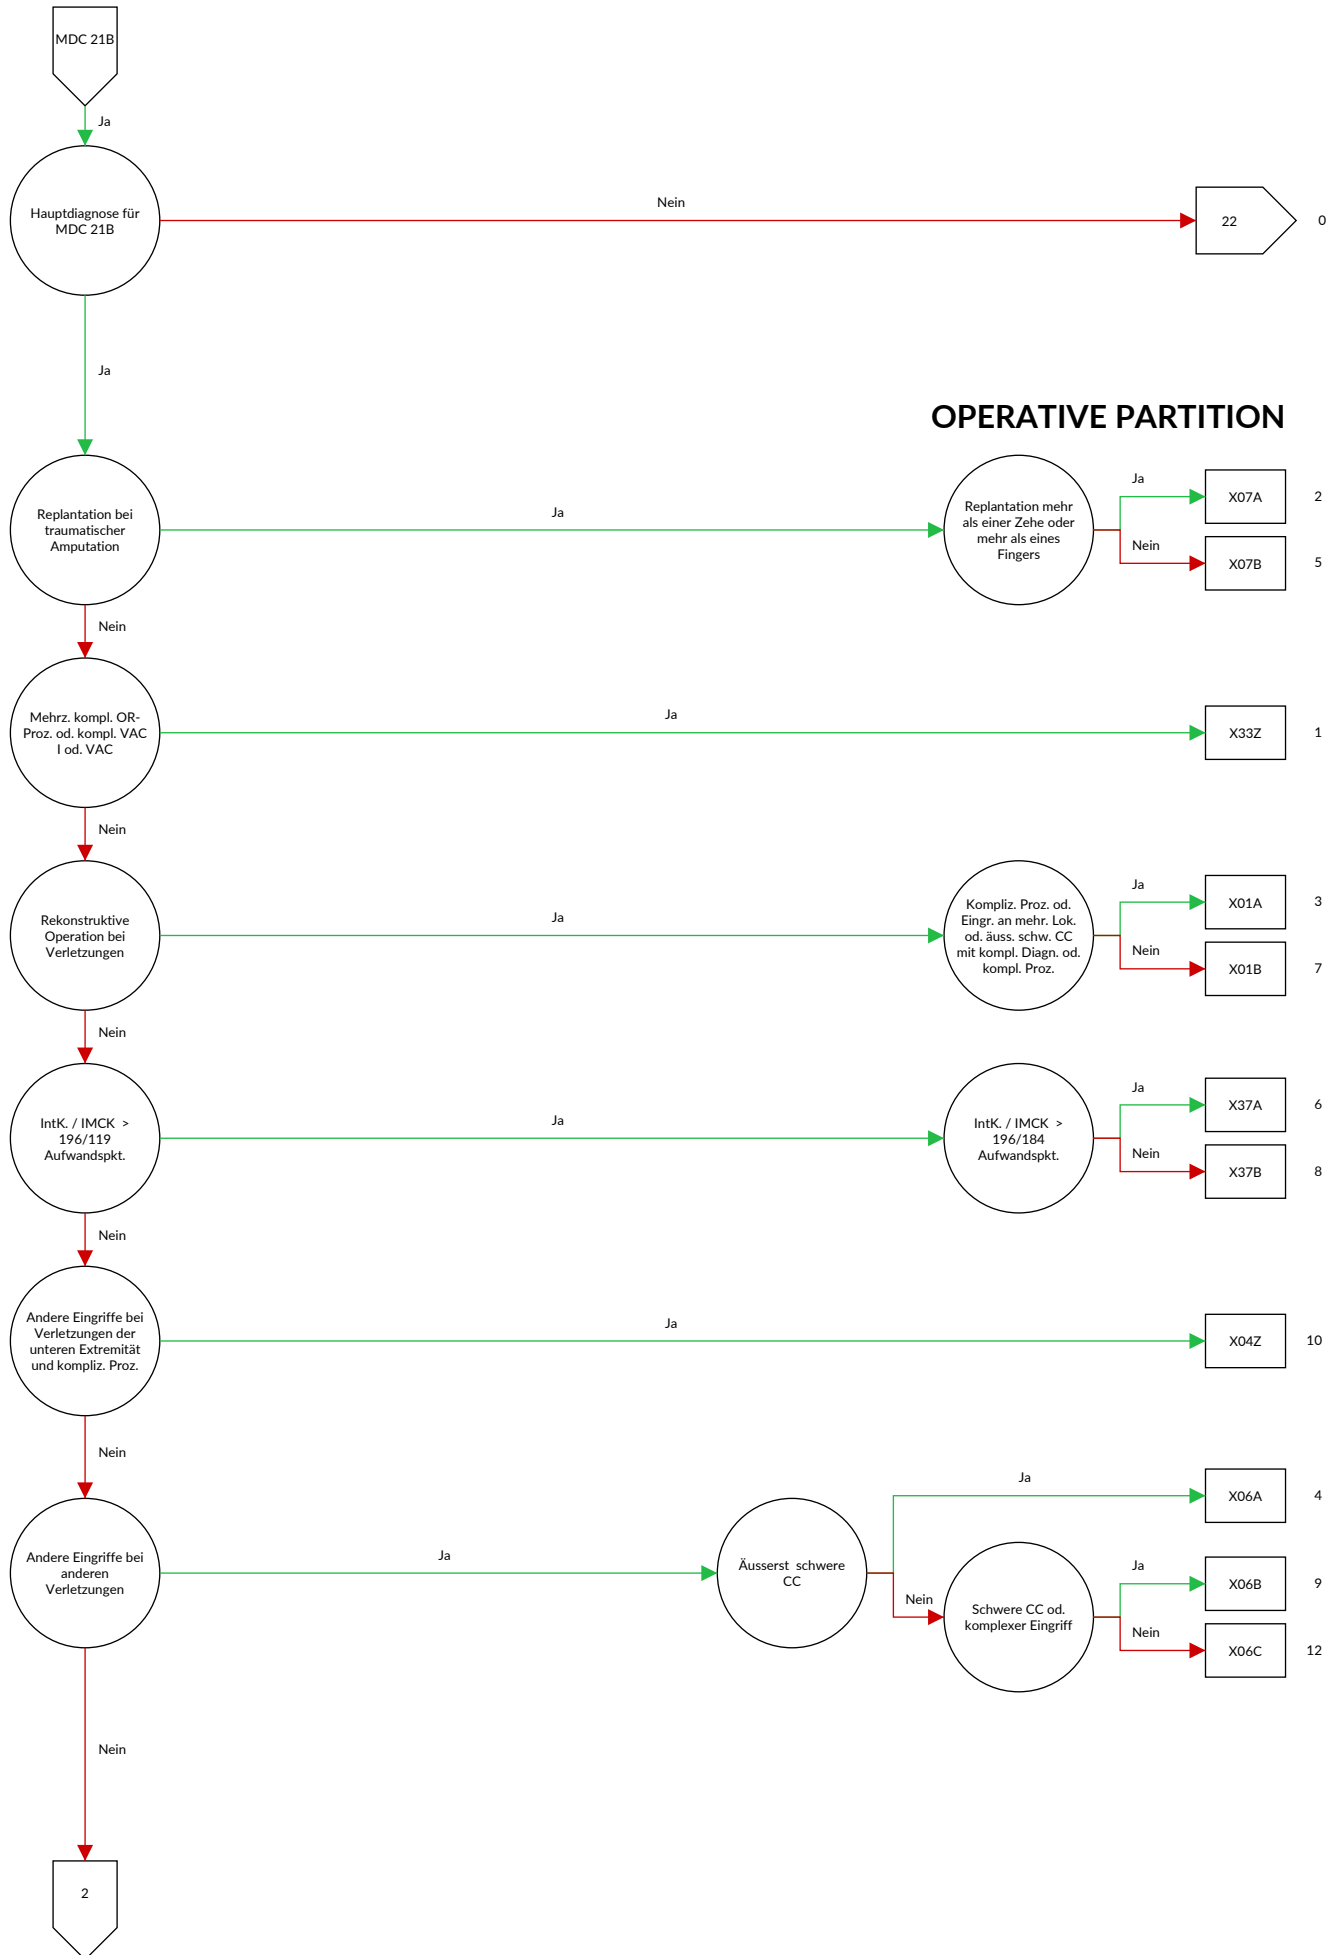 MDC 21B
Ja
Hauptdiagnose für
MDC 21B
Nein
22
0
Ja
OPERATIVE PARTITION
Replantation bei
traumatischer
Amputation
Ja
Replantation mehr
als einer Zehe oder
mehr als eines
Fingers
Ja
X07A
2
Nein
X07B
5
Nein
Mehrz. kompl. OR-
Proz. od. kompl. VAC
I od. VAC
Ja
X33Z
1
Nein
Rekonstruktive
Operation bei
Verletzungen
Ja
Kompliz. Proz. od.
Eingr. an mehr. Lok.
od. äuss. schw. CC
mit kompl. Diagn. od.
kompl. Proz.
Ja
X01A
3
Nein
X01B
7
Nein
IntK. / IMCK >
196/119
Aufwandspkt.
Ja
IntK. / IMCK >
196/184
Aufwandspkt.
Ja
X37A
6
Nein
X37B
8
Nein
Andere Eingriffe bei
Verletzungen der
unteren Extremität
und kompliz. Proz.
Ja
X04Z
10
Nein
Andere Eingriffe bei
anderen
Verletzungen
Ja
Äusserst schwere
CC
Ja
X06A
4
Nein
Schwere CC od.
komplexer Eingriff
Ja
X06B
9
Nein
X06C
12
Nein
2